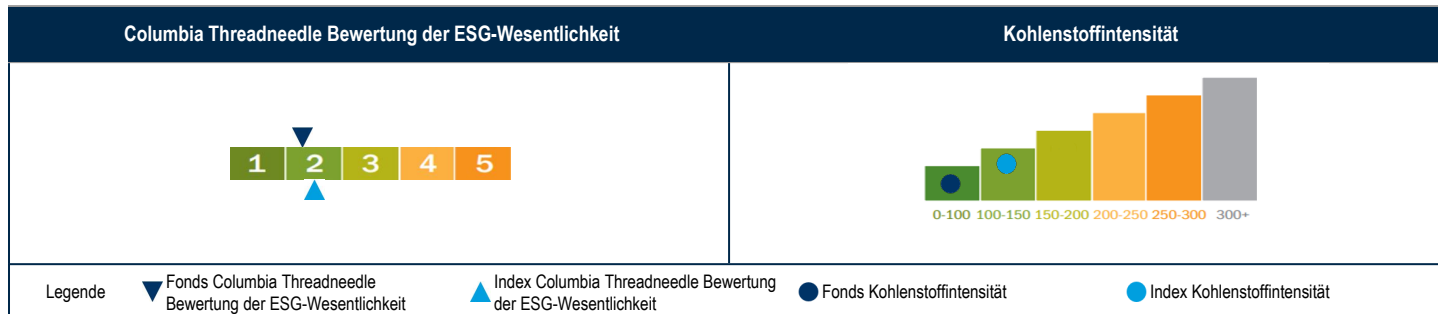 Columbia Threadneedle Bewertung der ESG-Wesentlichkeit
Kohlenstoffintensität
1 2 3 4 5
0-100 100-150 150-200 200-250 250-300 300+
Legende
Fonds Columbia Threadneedle
Bewertung der ESG-Wesentlichkeit
Index Columbia Threadneedle Bewertung
der ESG-Wesentlichkeit
Fonds Kohlenstoffintensität
Index Kohlenstoffintensität